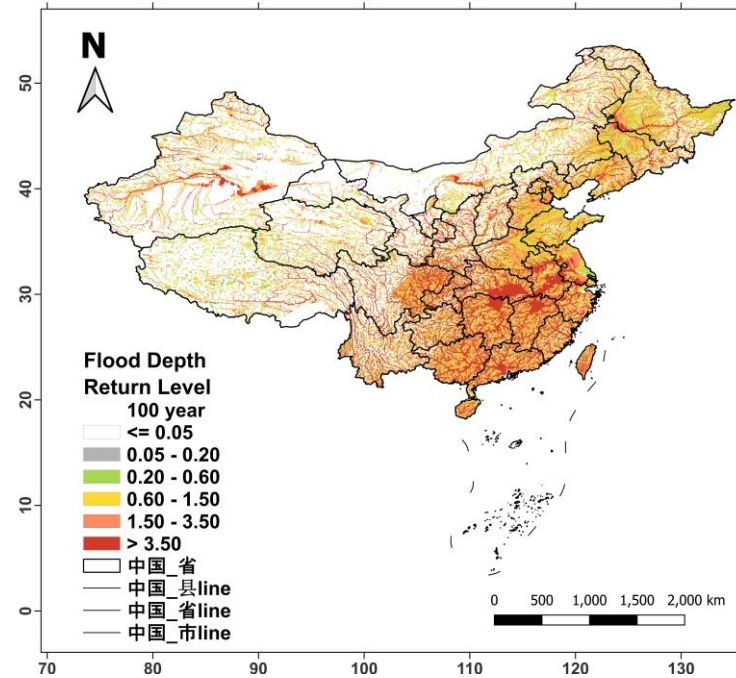 N
50
40
30
20
10
0
Flood Depth
Return Level
100 year
<= 0.05
0.05 - 0.20
0.20 - 0.60
0.60 - 1.50
1.50 - 3.50
> 3.50
中国_省
中国_县line
中国_省line
中国_市line
0 500 1,000 1,500 2,000 km
70 80 90 100 110 120 130